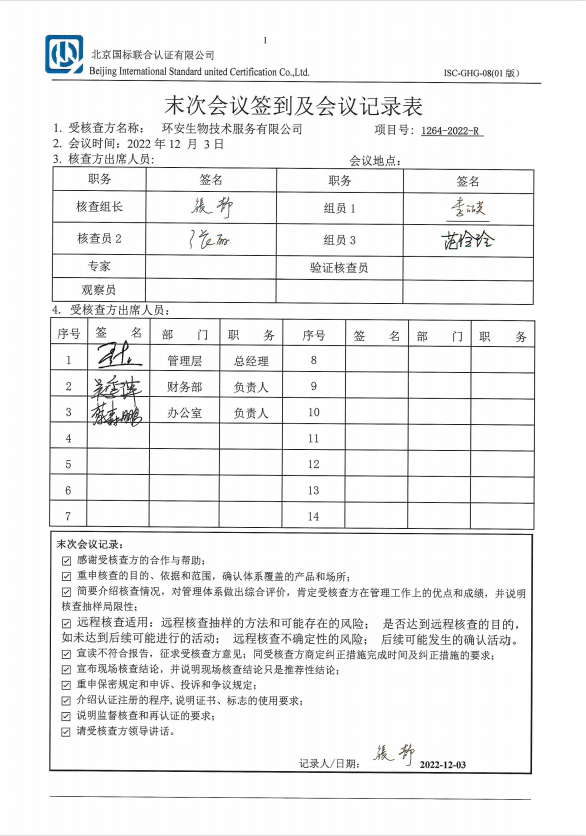 1
北京国标联合认证有限公司
Beijing International Standard united Certification Co.,Ltd. ISC-GHG-08(01 版)
末次会议签到及会议记录表
1. 受核查方名称： 环安生物技术服务有限公司 项目号: 1264-2022-R
2. 会议时间: 2022 年 12 月 3 日
3. 核查方出席人员: 会议地点:
职务 签名 职务 签名
核查组长 張静 组员 1
核查员 2 组员 3 范玲玲
专家 验证核查员
观察员
4. 受核查方出席人员:
序号 签 名 部 门 职 务 序号 签 名 部 门 职 务
1 管理层 总经理 8
2 财务部 负责人 9
3 办公室 负责人 10
4 11
5 12
6 13
7 14
末次会议记录:
☑ 感谢受核查方的合作与帮助;
☑ 重申核查的目的、依据和范围，确认体系覆盖的产品和场所;
☑ 简要介绍核查情况，对管理体系做出综合评价，肯定受核查方在管理工作上的优点和成绩，并说明
核查抽样局限性;
☑ 远程核查适用: 远程核查抽样的方法和可能存在的风险; 是否达到远程核查的目的,
如未达到后续可能进行的活动; 远程核查不确定性的风险; 后续可能发生的确认活动。
☑ 宣读不符合报告，征求受核查方意见; 同受核查方商定纠正措施完成时间及纠正措施的要求;
☑ 宣布现场核查结论，并说明现场核查结论只是推荐性结论;
☑ 重申保密规定和申诉、投诉和争议规定;
☑ 介绍认证注册的程序,说明证书、标志的使用要求;
☑ 说明监督核查和再认证的要求;
☑ 请受核查方领导讲话。
張静
记录人/日期: 2022-12-03